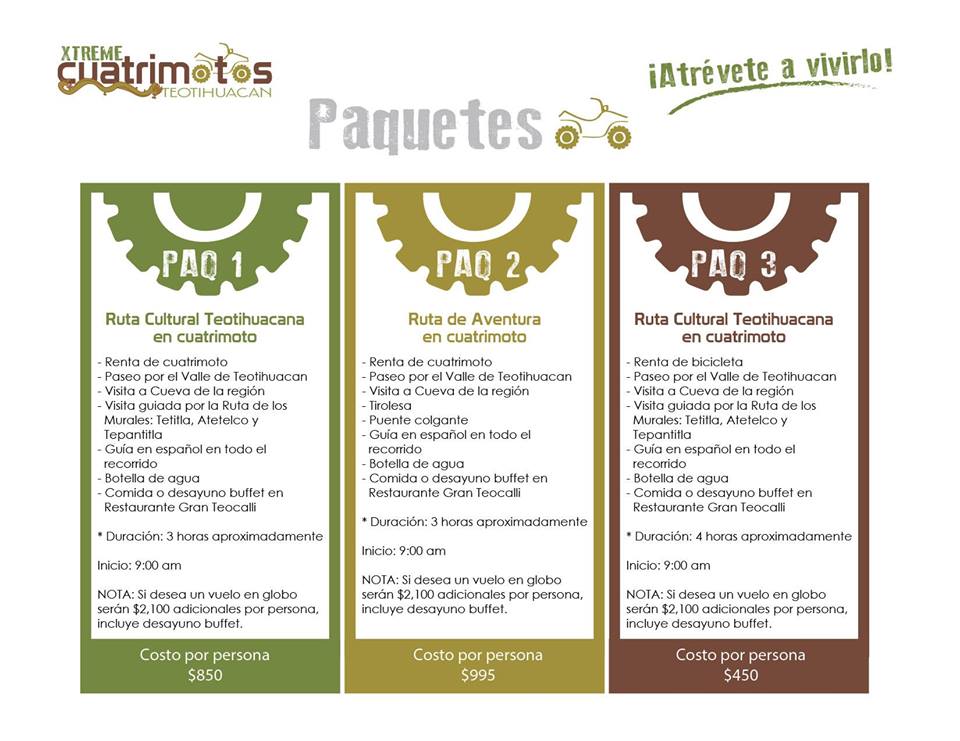 XTREME
cuatrimotos
TEOTIHUACAN
¡Atrévete a vivirlo!
Paquetes
PAQ 1
Ruta Cultural Teotihuacana
en cuatrimoto
- Renta de cuatrimoto
- Paseo por el Valle de Teotihuacan
- Visita a Cueva de la región
- Visita guiada por la Ruta de los
Murales: Tetitla, Atetelco y
Tepantitla
- Guía en español en todo el
recorrido
- Botella de agua
- Comida o desayuno buffet en
Restaurante Gran Teocalli
* Duración: 3 horas aproximadamente
Inicio: 9:00 am
NOTA: Si desea un vuelo en globo
serán $2,100 adicionales por persona,
incluye desayuno buffet.
Costo por persona
$850
PAQ 2
Ruta de Aventura
en cuatrimoto
- Renta de cuatrimoto
- Paseo por el Valle de Teotihuacan
- Visita a Cueva de la región
- Tirolesa
- Puente colgante
- Guía en español en todo el
recorrido
- Botella de agua
- Comida o desayuno buffet en
Restaurante Gran Teocalli
* Duración: 3 horas aproximadamente
Inicio: 9:00 am
NOTA: Si desea un vuelo en globo
serán $2,100 adicionales por persona,
incluye desayuno buffet.
Costo por persona
$995
PAQ 3
Ruta Cultural Teotihuacana
en cuatrimoto
- Renta de bicicleta
- Paseo por el Valle de Teotihuacan
- Visita a Cueva de la región
- Visita guiada por la Ruta de los
Murales: Tetitla, Atetelco y
Tepantitla
- Guía en español en todo el
recorrido
- Botella de agua
- Comida o desayuno buffet en
Restaurante Gran Teocalli
* Duración: 4 horas aproximadamente
Inicio: 9:00 am
NOTA: Si desea un vuelo en globo
serán $2,100 adicionales por persona,
incluye desayuno buffet.
Costo por persona
$450